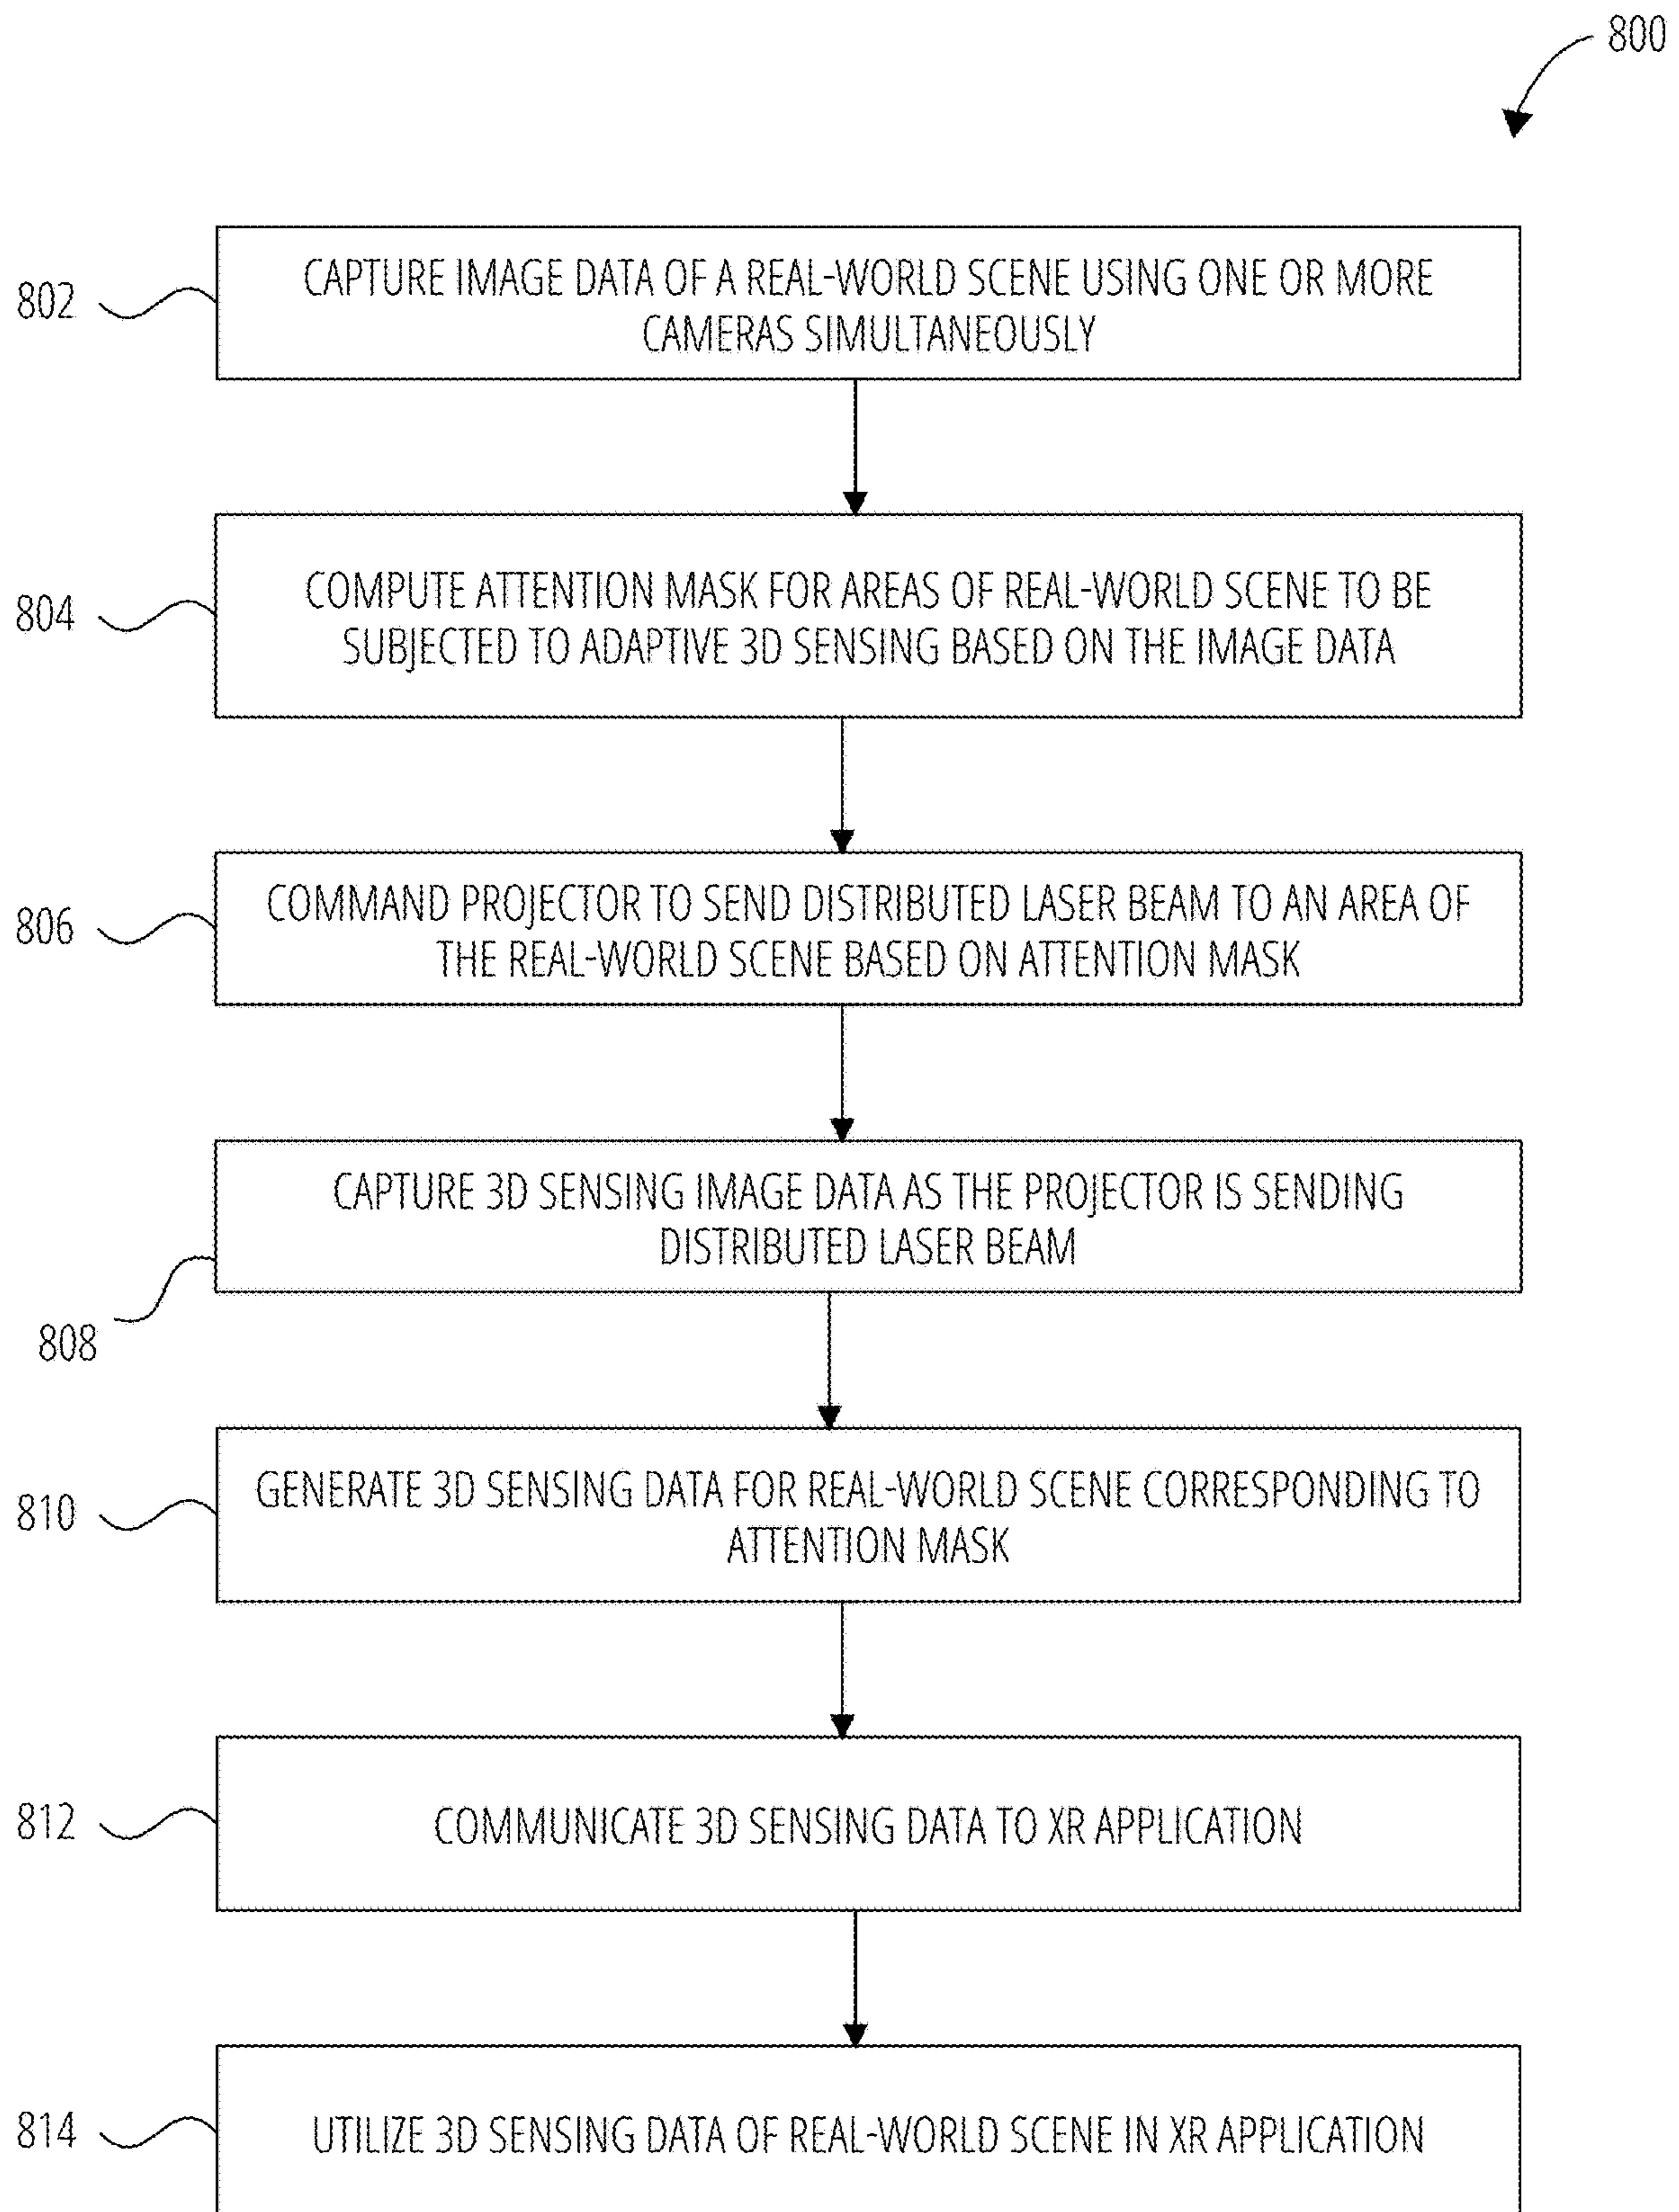 800
802
CAPTURE IMAGE DATA OF A REAL-WORLD SCENE USING ONE OR MORE
CAMERAS SIMULTANEOUSLY
804
COMPUTE ATTENTION MASK FOR AREAS OF REAL-WORLD SCENE TO BE
SUBJECTED TO ADAPTIVE 3D SENSING BASED ON THE IMAGE DATA
806
COMMAND PROJECTOR TO SEND DISTRIBUTED LASER BEAM TO AN AREA OF
THE REAL-WORLD SCENE BASED ON ATTENTION MASK
CAPTURE 3D SENSING IMAGE DATA AS THE PROJECTOR IS SENDING
DISTRIBUTED LASER BEAM
808
810
GENERATE 3D SENSING DATA FOR REAL-WORLD SCENE CORRESPONDING TO
ATTENTION MASK
812
COMMUNICATE 3D SENSING DATA TO XR APPLICATION
814
UTILIZE 3D SENSING DATA OF REAL-WORLD SCENE IN XR APPLICATION